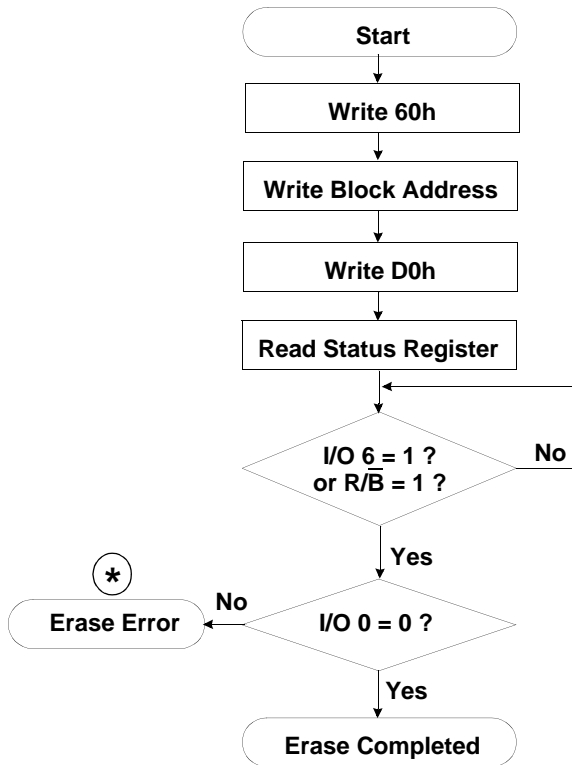 Start
Write 60h
Write Block Address
Write D0h
Read Status Register
I/O 6 = 1 ?
or R/B̅ = 1 ?
No
Yes
*
No
Erase Error
I/O 0 = 0 ?
Yes
Erase Completed